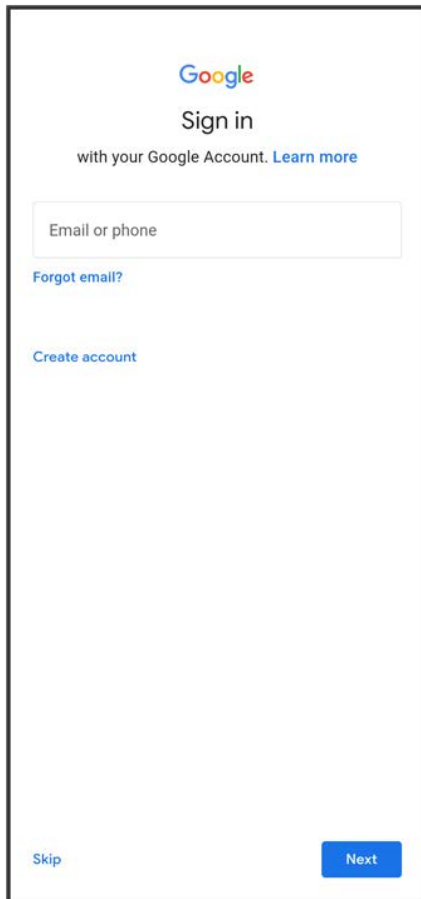 Google
Sign in
with your Google Account. Learn more
Email or phone
Forgot email?
Create account
Skip
Next